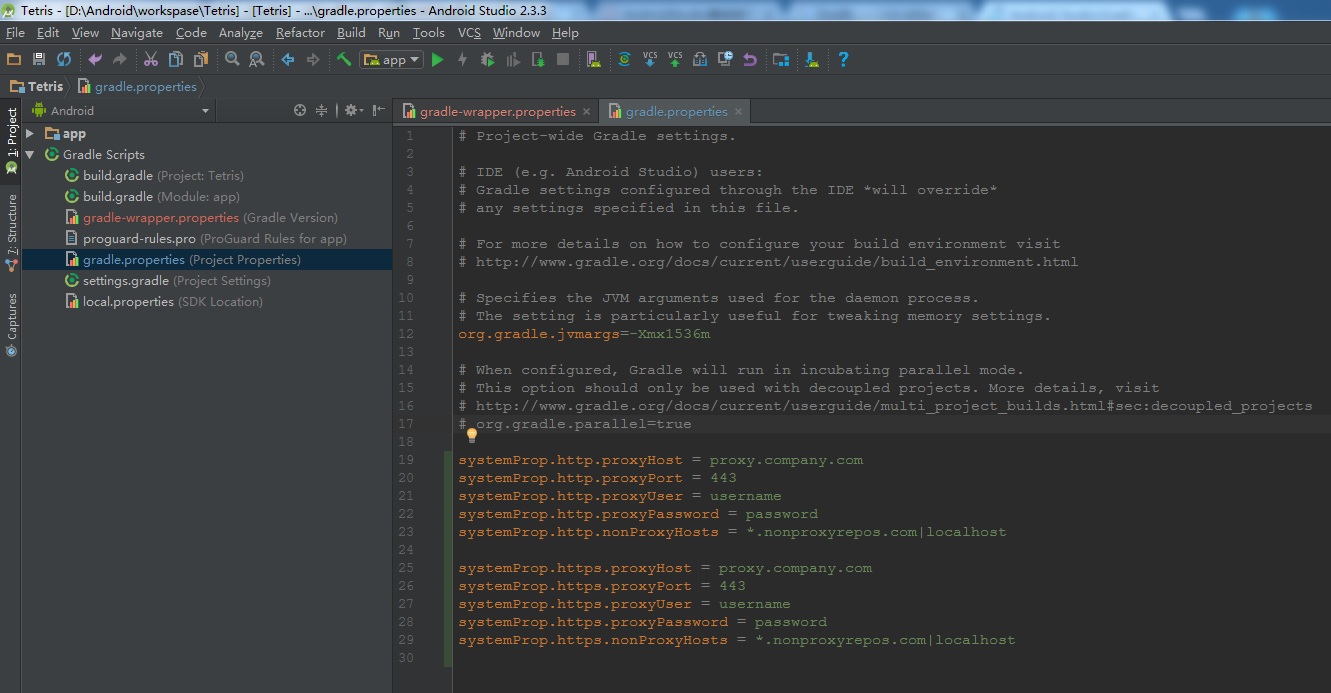 Tetris - [D:\Android\workspase\Tetris] - [Tetris] - ...\gradle.properties - Android Studio 2.3.3
File Edit View Navigate Code Analyze Refactor Build Run Tools VCS Window Help
app VCS VCS ?
Tetris gradle.properties
Android
gradle-wrapper.properties gradle.properties
1: Project
7: Structure
Captures
app
Gradle Scripts
build.gradle (Project: Tetris)
build.gradle (Module: app)
gradle-wrapper.properties (Gradle Version)
proguard-rules.pro (ProGuard Rules for app)
gradle.properties (Project Properties)
settings.gradle (Project Settings)
local.properties (SDK Location)
1 # Project-wide Gradle settings.
2
3 # IDE (e.g. Android Studio) users:
4 # Gradle settings configured through the IDE *will override*
5 # any settings specified in this file.
6
7 # For more details on how to configure your build environment visit
8 # http://www.gradle.org/docs/current/userguide/build_environment.html
9
10 # Specifies the JVM arguments used for the daemon process.
11 # The setting is particularly useful for tweaking memory settings.
12 org.gradle.jvmargs=-Xmx1536m
13
14 # When configured, Gradle will run in incubating parallel mode.
15 # This option should only be used with decoupled projects. More details, visit
16 # http://www.gradle.org/docs/current/userguide/multi_project_builds.html#sec:decoupled_projects
17 # org.gradle.parallel=true
18
19 systemProp.http.proxyHost = proxy.company.com
20 systemProp.http.proxyPort = 443
21 systemProp.http.proxyUser = username
22 systemProp.http.proxyPassword = password
23 systemProp.http.nonProxyHosts = *.nonproxyrepos.com|localhost
24
25 systemProp.https.proxyHost = proxy.company.com
26 systemProp.https.proxyPort = 443
27 systemProp.https.proxyUser = username
28 systemProp.https.proxyPassword = password
29 systemProp.https.nonProxyHosts = *.nonproxyrepos.com|localhost
30